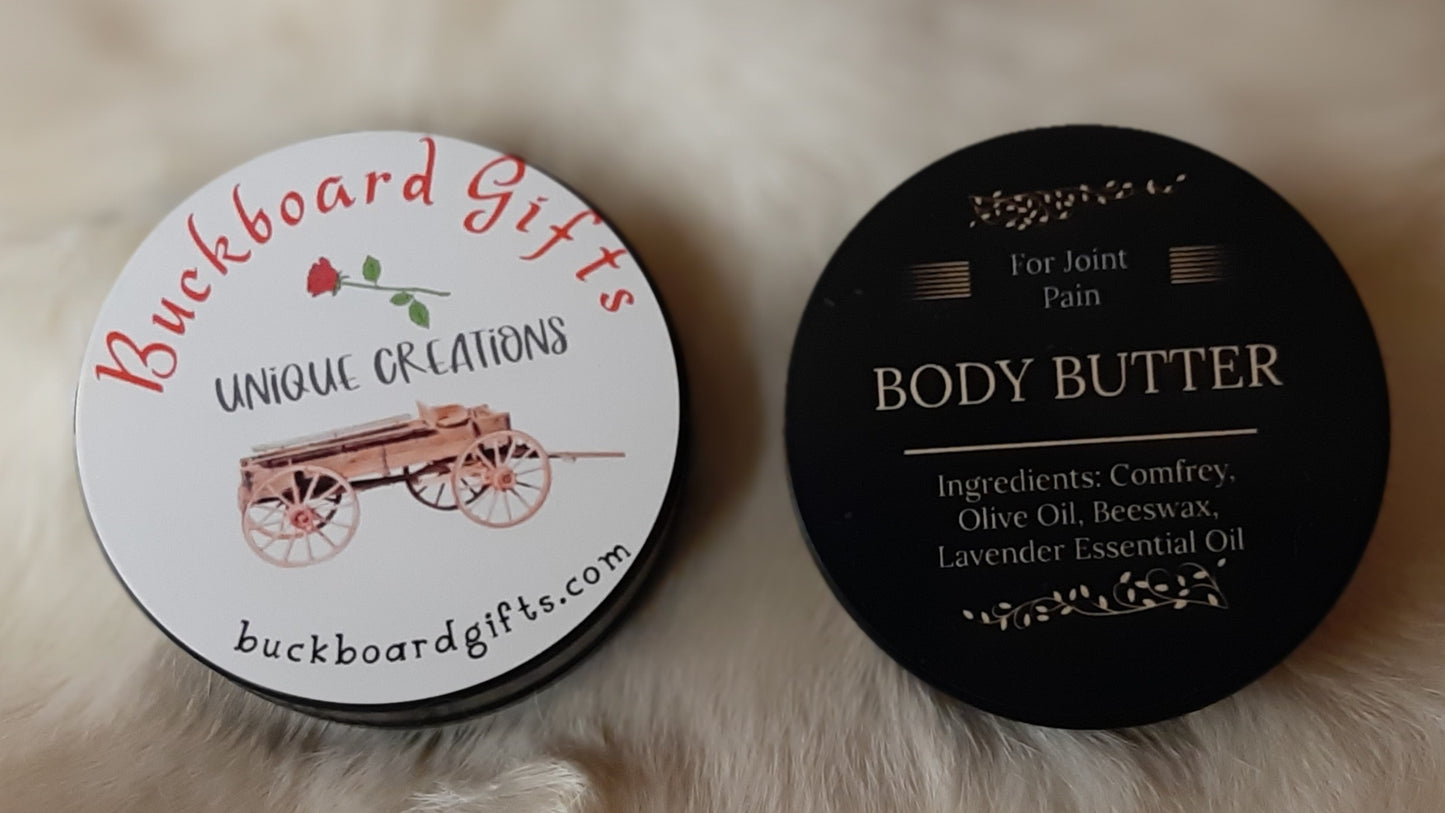 Buckboard Gifts
UNIQUE CREATIONS
buckboardgifts.com
For Joint
Pain
BODY BUTTER
Ingredients: Comfrey,
Olive Oil, Beeswax,
Lavender Essential Oil